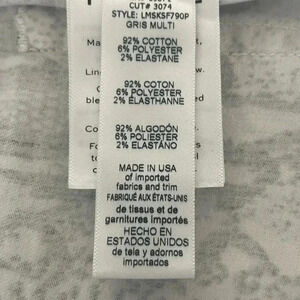 CUT# 3074
STYLE: LMSKSF790P
GRIS MULTI
92% COTTON
6% POLYESTER
2% ELASTANE
92% COTON
6% POLYESTER
2% ÉLASTHANNE
92% ALGODÓN
6% POLIESTER
2% ELASTANO
MADE IN USA
of imported
fabrics and trim
FABRIQUÉ AUX ÉTATS-UNIS
de tissus et de
garnitures importés
HECHO EN
ESTADOS UNIDOS
de tela y adornos
importados